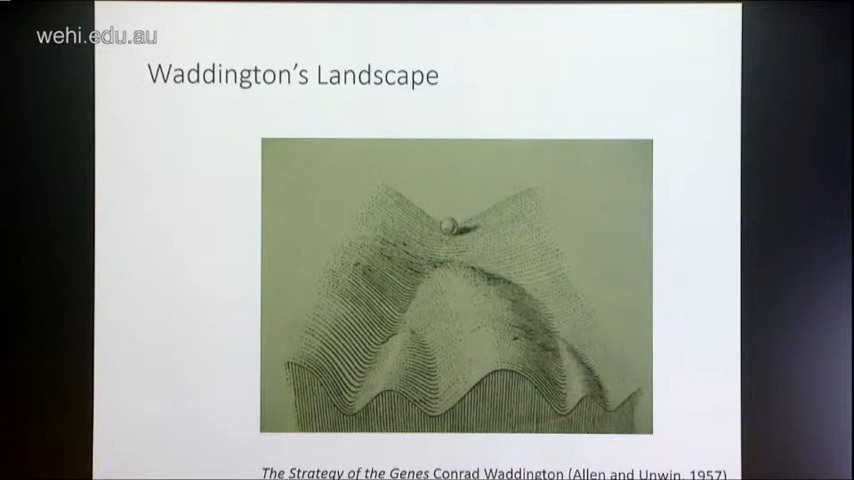 wehi.edu.au
Waddington's Landscape
The Strategy of the Genes Conrad Waddington (Allen and Unwin, 1957)